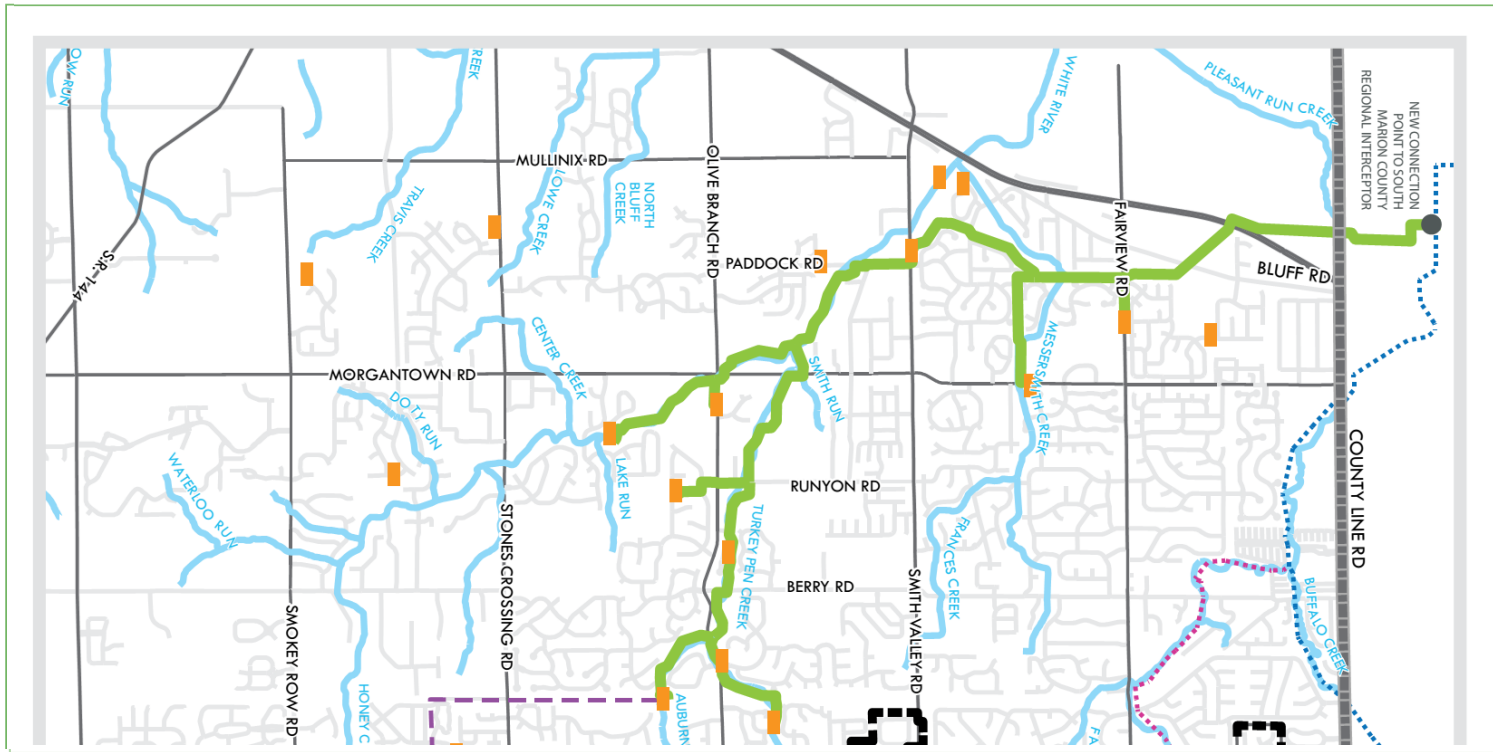 OW RUN
REEK
WHITE RIVER
PLEASANT RUN CREEK
NEW CONNECTION
POINT TO SOUTH
MARION COUNTY
REGIONAL INTERCEPTOR
MULLINIX RD
OLIVE BRANCH RD
LOWE CREEK
NORTH
BLUFF
CREEK
TRAVIS CREEK
S.R. 144
PADDOCK RD
FAIRVIEW RD
BLUFF RD
CENTER CREEK
MORGANTOWN RD
SMITH RUN
MESSERSMITH CREEK
DOTY RUN
WATERLOO RUN
LAKE RUN
RUNYON RD
COUNTY LINE RD
STONES CROSSING RD
TURKEY PEN CREEK
FRANCES CREEK
BERRY RD
SMITH VALLEY RD
BUFFALO CREEK
SMOKEY ROW RD
HONEY C
AUBURN
FA